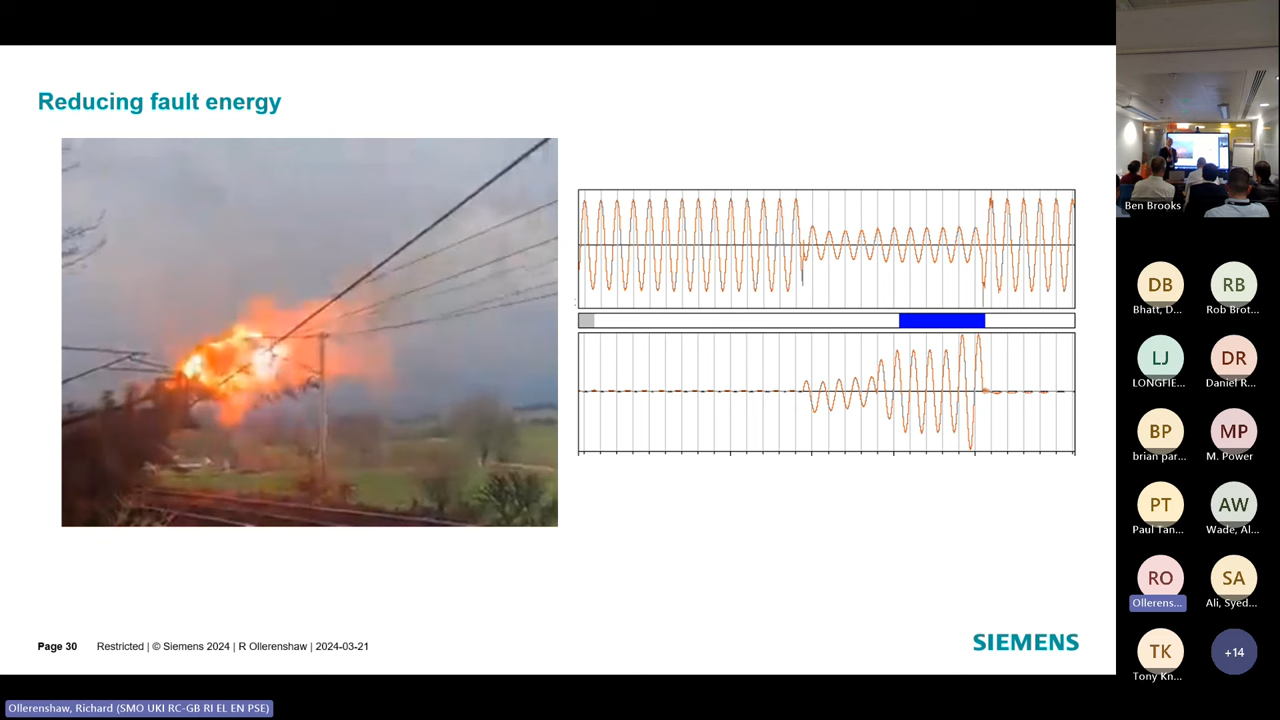 Reducing fault energy
Page 30 Restricted | © Siemens 2024 | R Ollerenshaw | 2024-03-21
SIEMENS
Ollerenshaw, Richard (SMO UKI RC-GB RI EL EN PSE)
Ben Brooks
DB
RB
Bhatt, D...
Rob Brot...
LJ
DR
LONGFIE...
Daniel R...
BP
MP
brian par...
M. Power
PT
AW
Paul Tan...
Wade, Al...
RO
SA
Ollerens...
Ali, Syed...
TK
+14
Tony Kn...